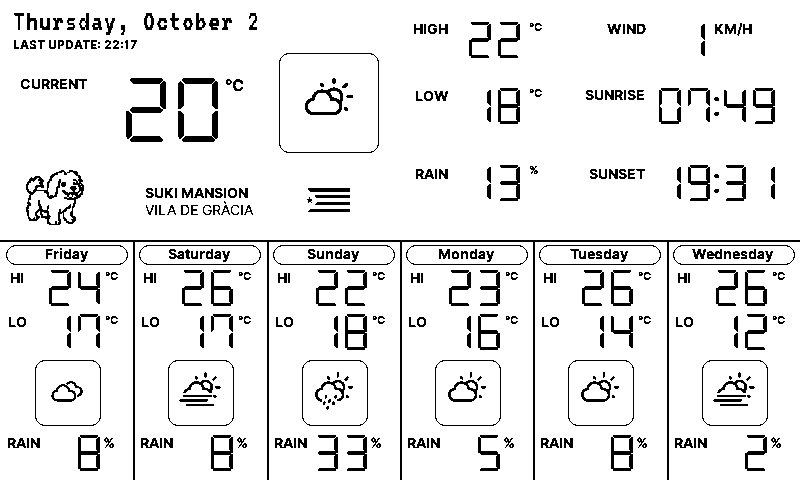 Thursday, October 2
LAST UPDATE: 22:17
CURRENT 20 °C
SUKI MANSION
VILA DE GRÀCIA
HIGH 22 °C
LOW 18 °C
RAIN 13 %
WIND 1 KM/H
SUNRISE 07:49
SUNSET 19:31
Friday
HI 24 °C
LO 17 °C
RAIN 8 %
Saturday
HI 26 °C
LO 17 °C
RAIN 8 %
Sunday
HI 22 °C
LO 18 °C
RAIN 33 %
Monday
HI 23 °C
LO 16 °C
RAIN 5 %
Tuesday
HI 26 °C
LO 14 °C
RAIN 8 %
Wednesday
HI 26 °C
LO 12 °C
RAIN 2 %